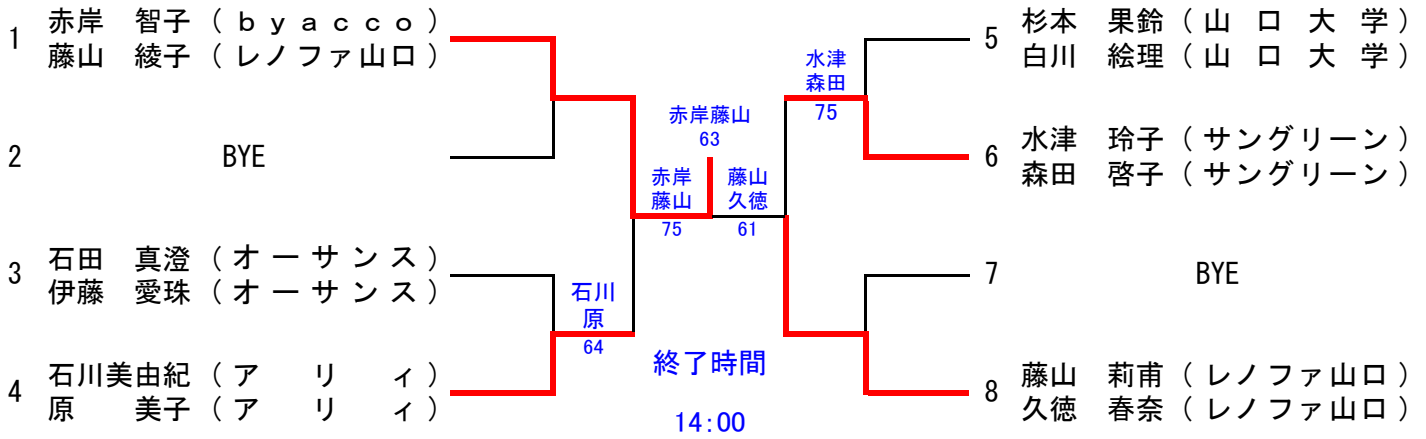 1 赤岸 智子 ( byacco )
藤山 綾子 ( レノファ山口 )
2 BYE
3 石田 真澄 ( オーサンス )
伊藤 愛珠 ( オーサンス )
4 石川美由紀 ( アリィ )
原 美子 ( アリィ )
石川
原
64
赤岸
藤山
75
赤岸藤山
63
藤山
久徳
61
水津
森田
75
終了時間
14:00
5 杉本 果鈴 ( 山口大学 )
白川 絵理 ( 山口大学 )
6 水津 玲子 ( サングリーン )
森田 啓子 ( サングリーン )
7 BYE
8 藤山 莉甫 ( レノファ山口 )
久徳 春奈 ( レノファ山口 )